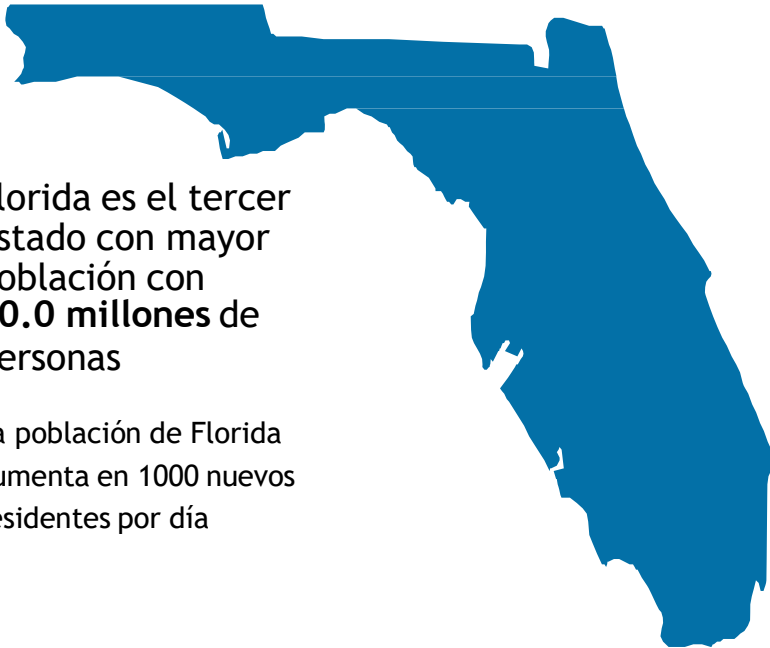 lorida es el tercer
stado con mayor
oblación con
0.0 millones de
ersonas
a población de Florida
umenta en 1000 nuevos
esidentes por día